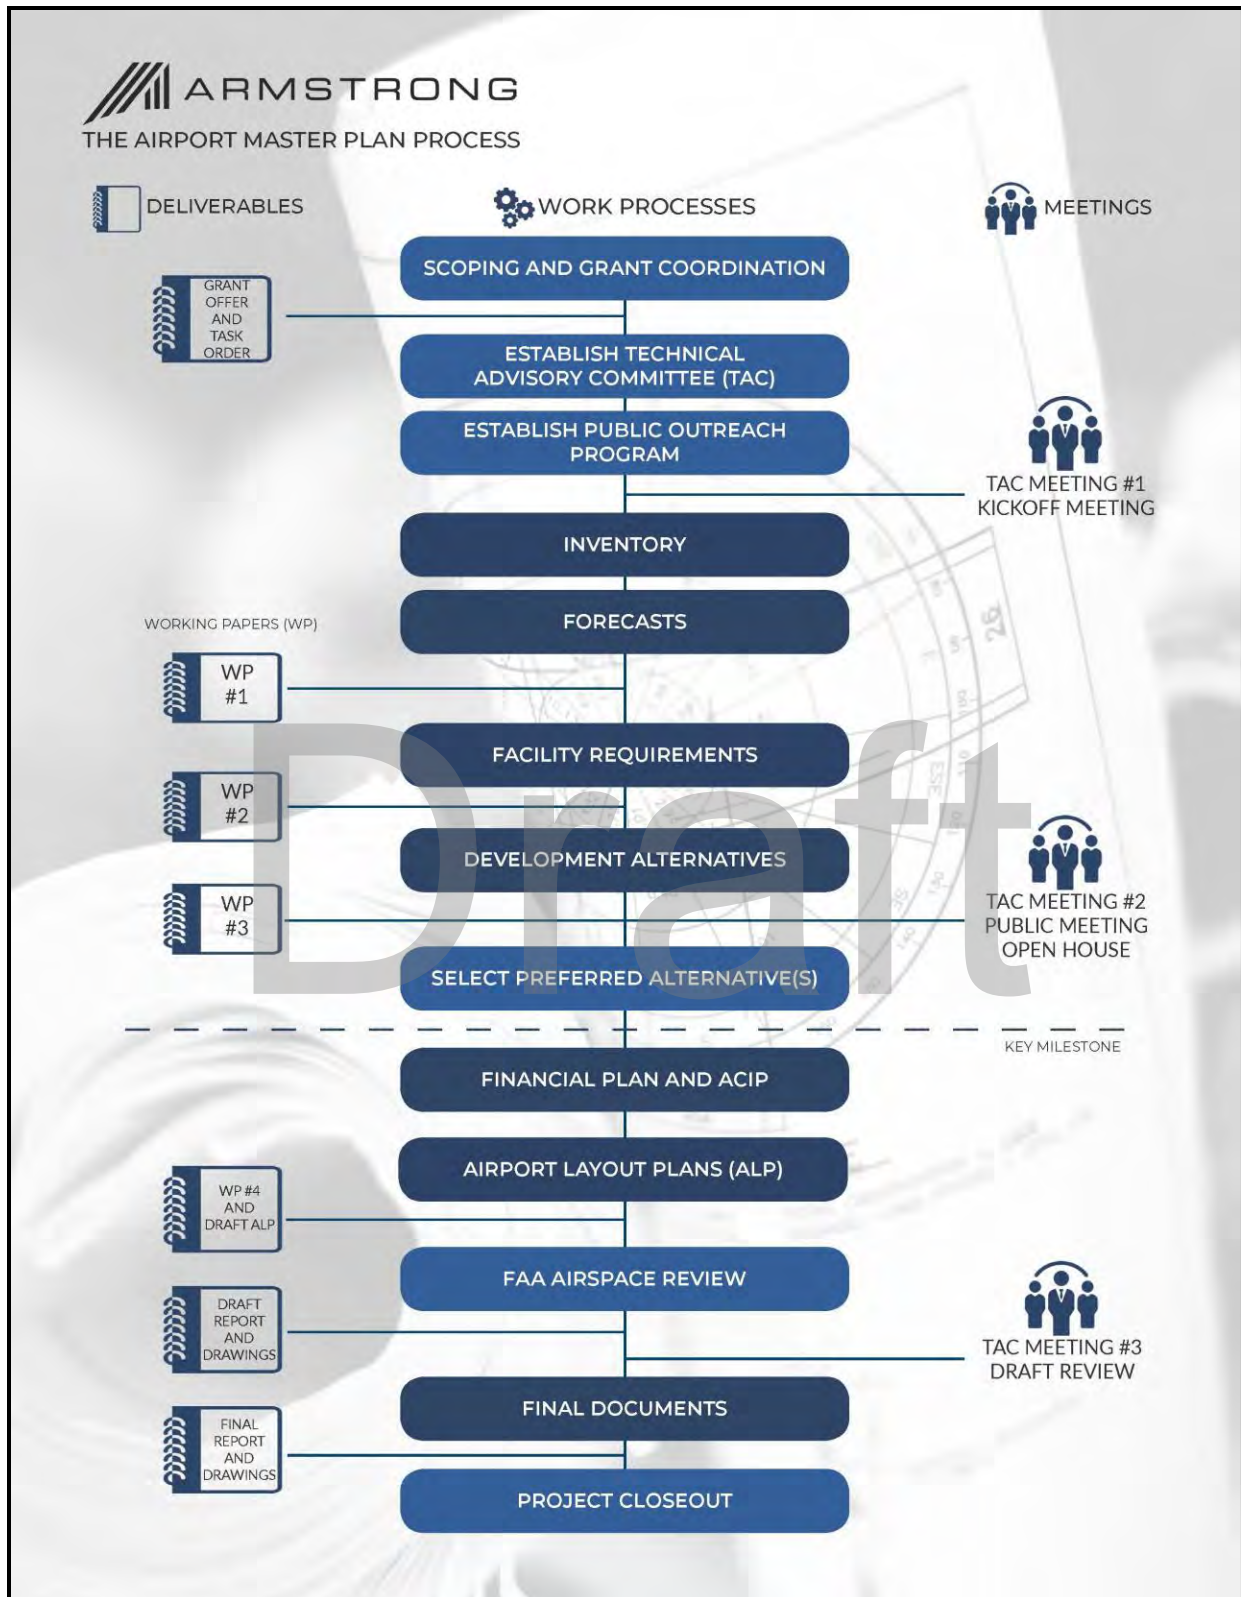 ARMSTRONG
THE AIRPORT MASTER PLAN PROCESS
DELIVERABLES
WORK PROCESSES
MEETINGS
SCOPING AND GRANT COORDINATION
GRANT
OFFER
AND
TASK
ORDER
ESTABLISH TECHNICAL
ADVISORY COMMITTEE (TAC)
ESTABLISH PUBLIC OUTREACH
PROGRAM
TAC MEETING #1
KICKOFF MEETING
INVENTORY
FORECASTS
WORKING PAPERS (WP)
WP
#1
26
FACILITY REQUIREMENTS
WP
#2
ESE
110
Draft
DEVELOPMENT ALTERNATIVES
WP
#3
SE
TAC MEETING #2
PUBLIC MEETING
OPEN HOUSE
SELECT PREFERRED ALTERNATIVE(S)
KEY MILESTONE
FINANCIAL PLAN AND ACIP
AIRPORT LAYOUT PLANS (ALP)
WP #4
AND
DRAFT ALP
FAA AIRSPACE REVIEW
DRAFT
REPORT
AND
DRAWINGS
TAC MEETING #3
DRAFT REVIEW
FINAL DOCUMENTS
FINAL
REPORT
AND
DRAWINGS
PROJECT CLOSEOUT